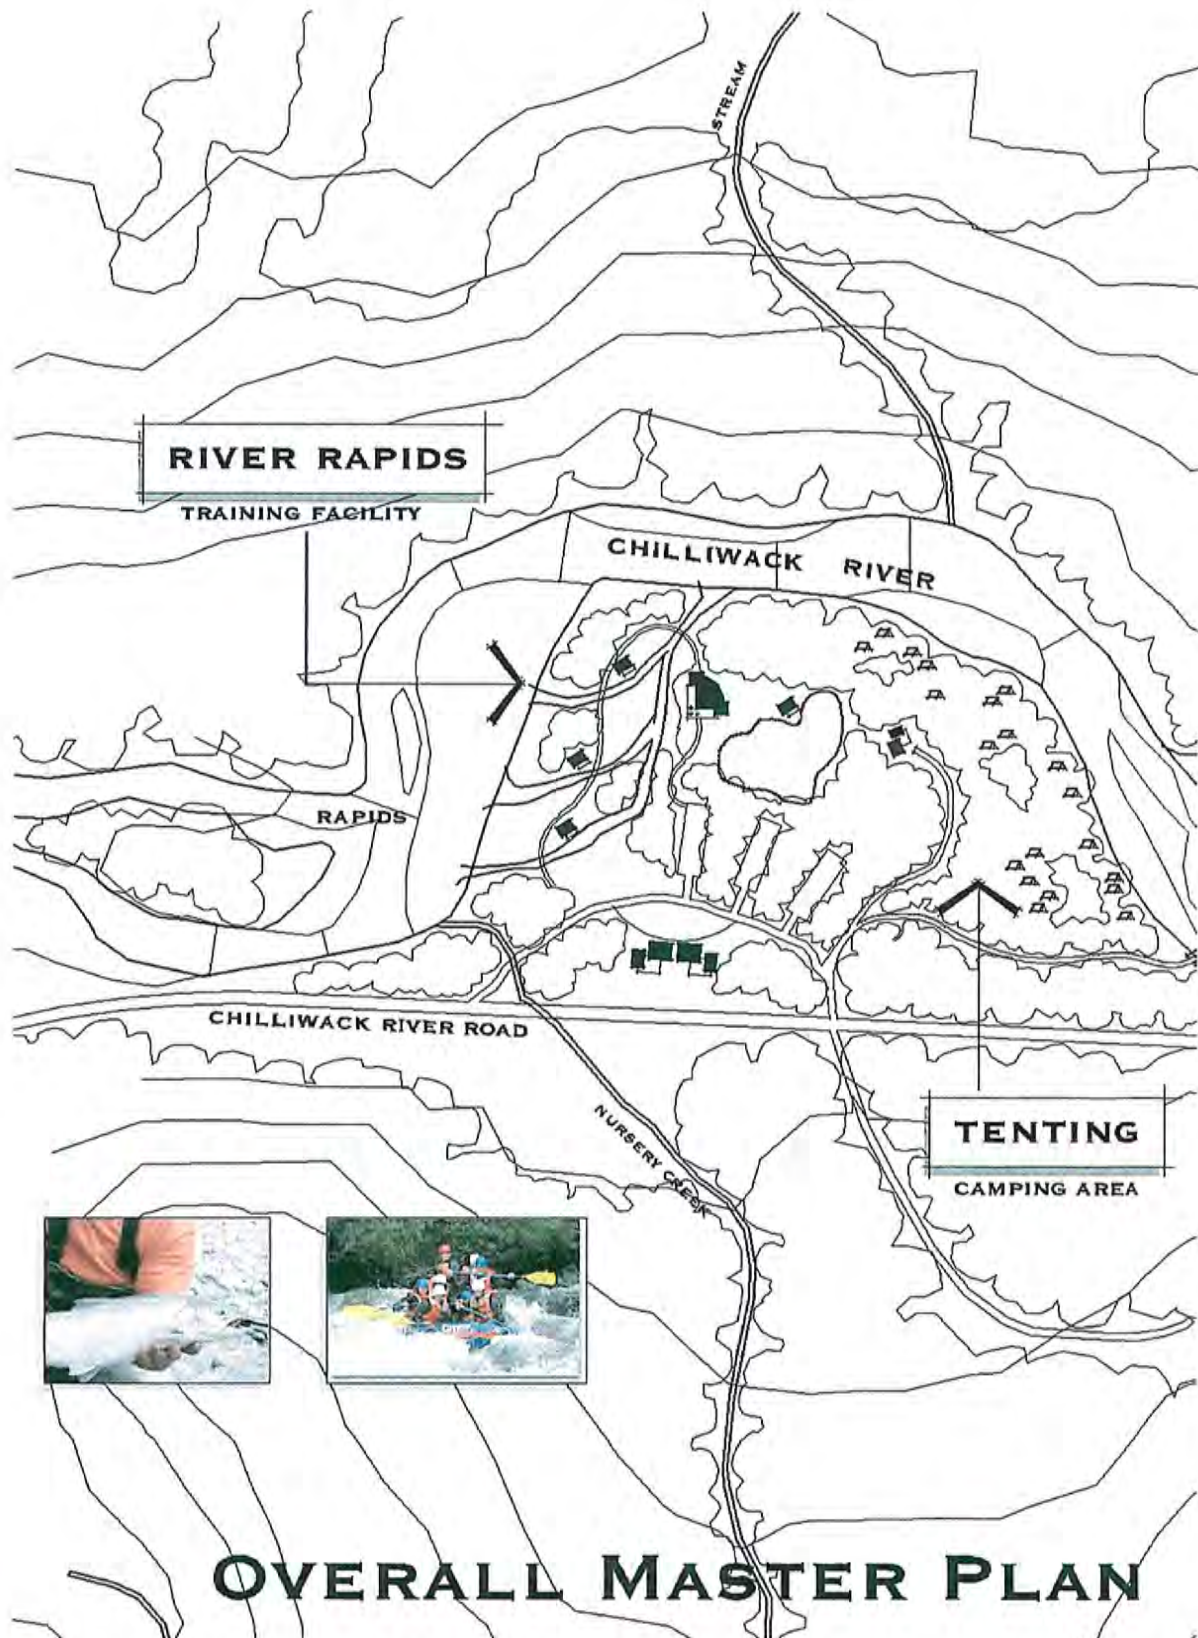 STREAM
RIVER RAPIDS
TRAINING FACILITY
CHILLIWACK RIVER
RAPIDS
CHILLIWACK RIVER ROAD
NURSERY CREEK
TENTING
CAMPING AREA
OVERALL MASTER PLAN